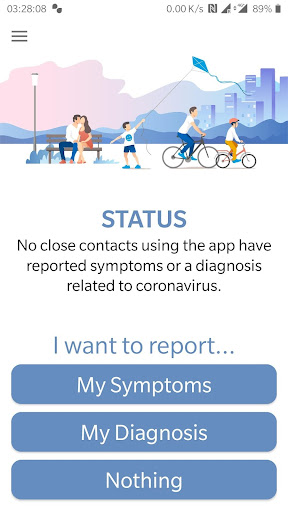 03:28:08 0.00 K/s 89%
STATUS
No close contacts using the app have
reported symptoms or a diagnosis
related to coronavirus.
I want to report...
My Symptoms
My Diagnosis
Nothing